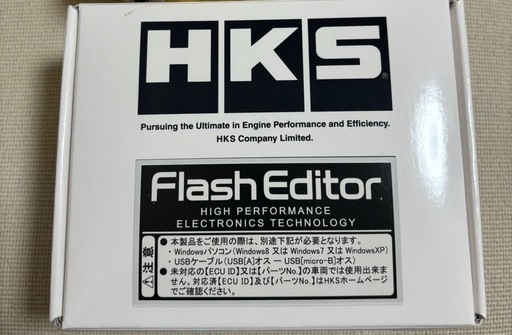 HKS®
Pursuing the Ultimate in Engine Performance and Efficiency.
HKS Company Limited.
Flash Editor
HIGH PERFORMANCE
ELECTRONICS TECHNOLOGY
注意
● 本製品をご使用の際は、別途下記が必要となります。
・Windowsパソコン(Windows8 又は Windows7 又は WindowsXP)
・USBケーブル(USB[A]オス ー USB[micro-B]オス)
● 未対応の【ECU ID】又は【パーツNo.】の車両では使用出来ま
せん。対応済【ECU ID】及び【パーツNo.】はHKSホームページ
でご確認ください。